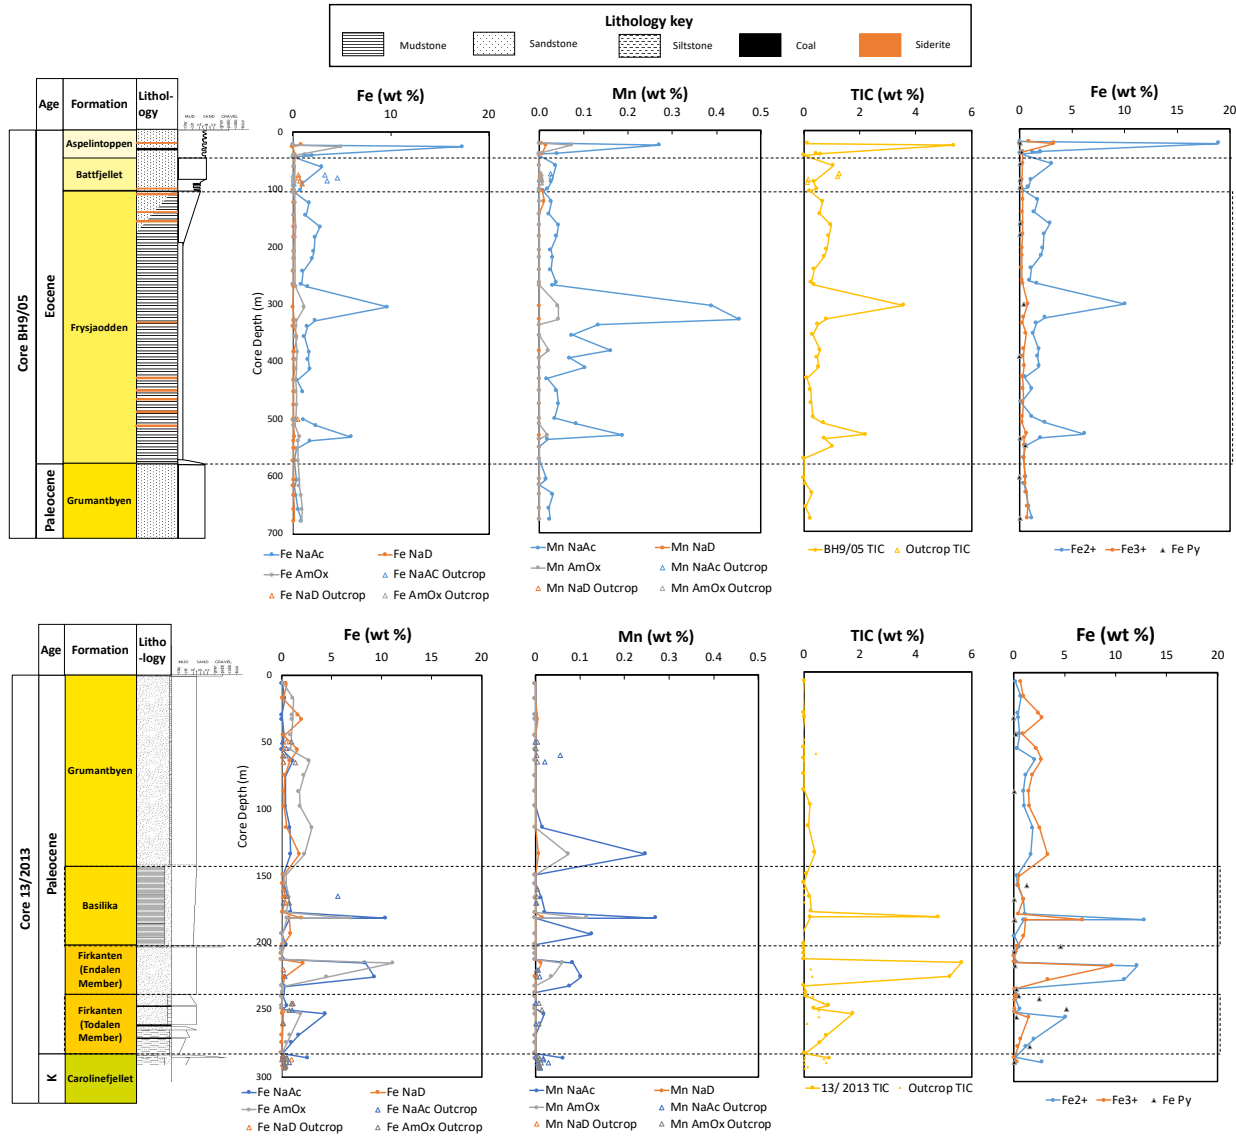 Lithology key
Mudstone
Sandstone
Siltstone
Coal
Siderite
Core BH9/05
Age
Formation
Lithol-
ogy
MUD SAND GRAVEL
Eocene
Paleocene
Aspelintoppen
Battfjellet
Frysjaodden
Grumantbyen
Fe (wt %)
0 10 20
Core Depth (m)
0
100
200
300
400
500
600
700
Mn (wt %)
0.0 0.1 0.2 0.3 0.4 0.5
TIC (wt %)
0 2 4 6
Fe (wt %)
0 5 10 15 20
Fe NaAc
Fe NaD
Fe AmOx
Fe NaAC Outcrop
Fe NaD Outcrop
Fe AmOx Outcrop
Mn NaAc
Mn NaD
Mn AmOx
Mn NaAC Outcrop
Mn NaD Outcrop
Mn AmOx Outcrop
BH9/05 TIC
Outcrop TIC
Fe2+
Fe3+
Fe Py
Core 13/2013
Age
Formation
Litho
-logy
MUD SAND GRAVEL
Paleocene
K
Grumantbyen
Basilika
Firkanten
(Endalen
Member)
Firkanten
(Todalen
Member)
Carolinefjellet
Fe (wt %)
0 5 10 15 20
Core Depth (m)
0
50
100
150
200
250
300
Mn (wt %)
0 0.1 0.2 0.3 0.4 0.5
TIC (wt %)
0 2 4 6
Fe (wt %)
0 5 10 15 20
Fe NaAc
Fe NaD
Fe AmOx
Fe NaAc Outcrop
Fe NaD Outcrop
Fe AmOx Outcrop
Mn NaAc
Mn NaD
Mn AmOx
Mn NaAc Outcrop
Mn NaD Outcrop
Mn AmOx Outcrop
13/ 2013 TIC
Outcrop TIC
Fe2+
Fe3+
Fe Py